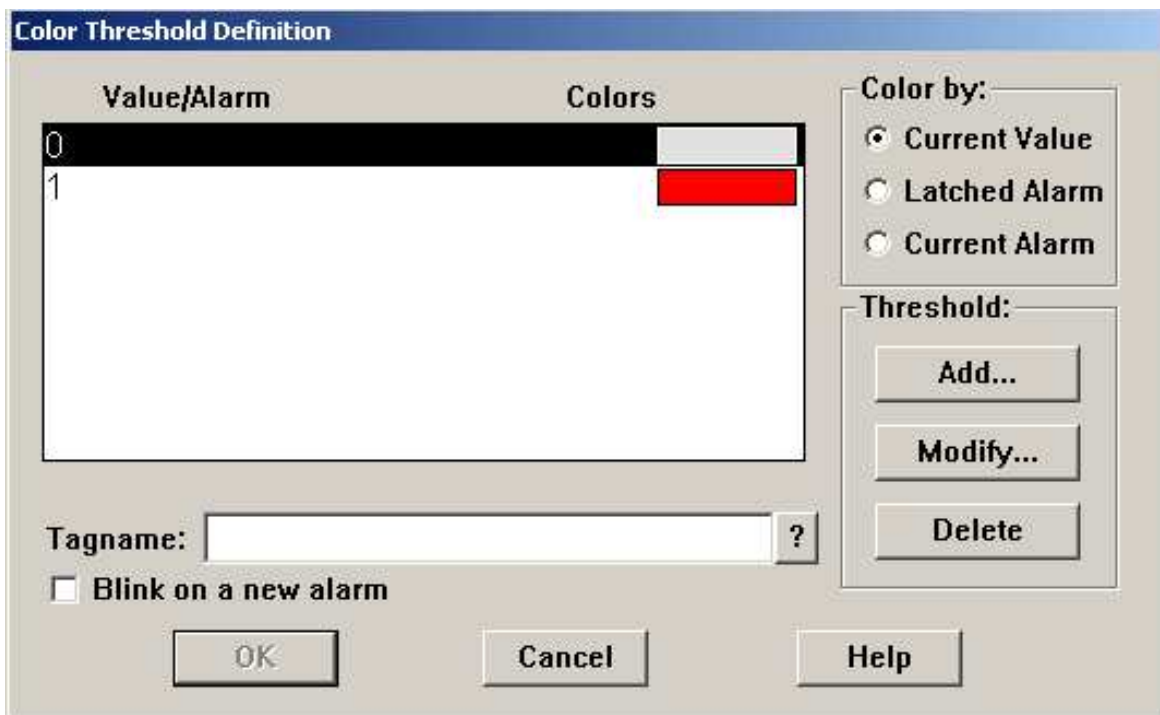 Color Threshold Definition
Value/Alarm Colors
0
1
Color by:
Current Value
Latched Alarm
Current Alarm
Threshold:
Add...
Modify...
Delete
Tagname: ?
Blink on a new alarm
OK Cancel Help